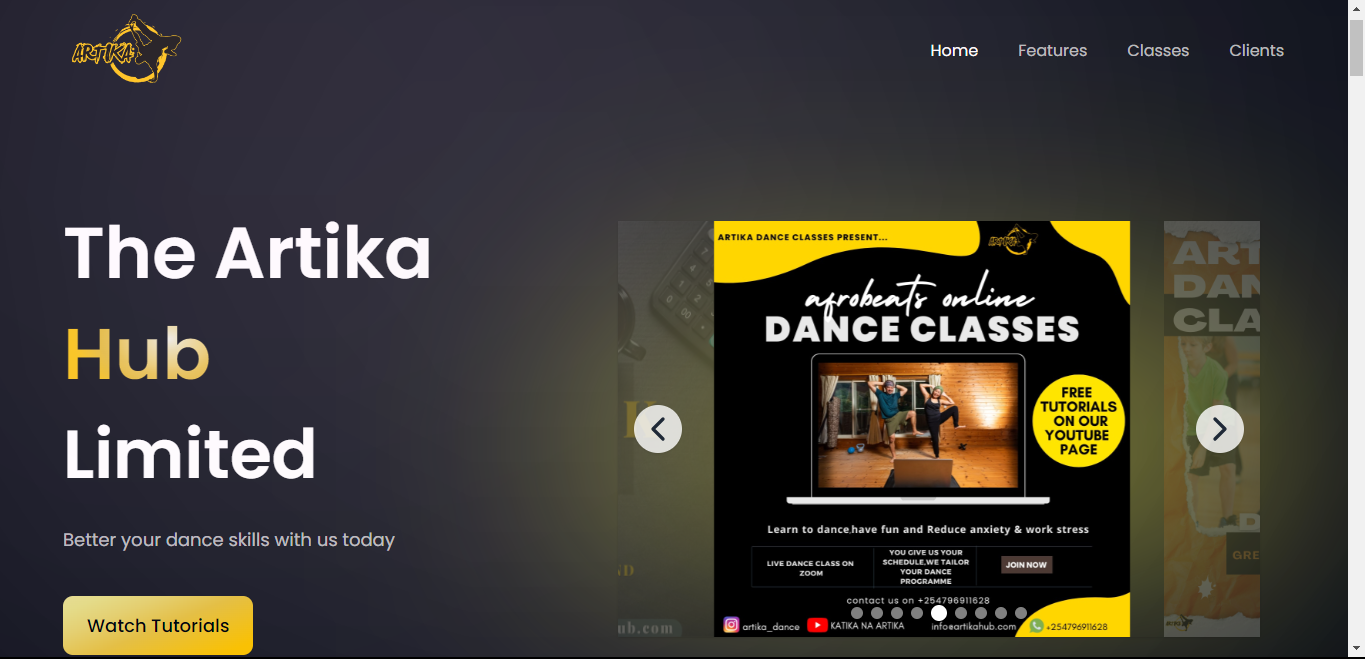 ARTIKA
Home
Features
Classes
Clients
The Artika
Hub
Limited
Better your dance skills with us today
Watch Tutorials
ub.com
ARTIKA DANCE CLASSES PRESENT...
ARTIKA
afrobeats online
DANCE CLASSES
FREE
TUTORIALS
ON OUR
YOUTUBE
PAGE
Learn to dance,have fun and Reduce anxiety & work stress
LIVE DANCE CLASS ON
ZOOM
YOU GIVE US YOUR
SCHEDULE,WE TAILOR
YOUR DANCE
PROGRAMME
JOIN NOW
contact us on +254796911628
artika_dance
KATIKA NA ARTIKA
info@artikahub.com
+254796911628
ART
DAN
CLA
D
GRE